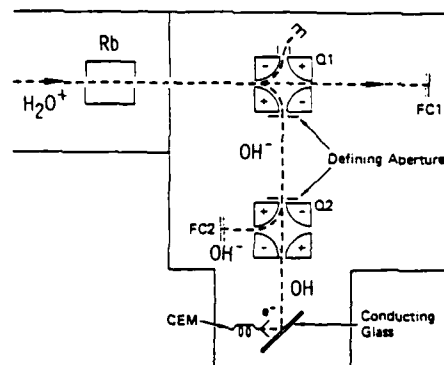 Rb
H₂O⁺
- + Q1
+ -
FC1
OH⁻
Defining Aperture
Q2
+ -
FC2
- +
OH⁻
OH
CEM
e⁻
Conducting
Glass